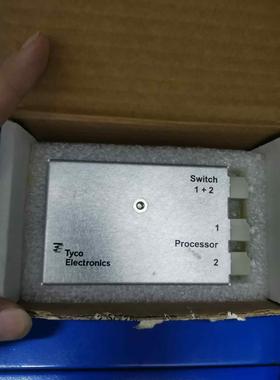 Switch
1 + 2
1
Processor
2
Tyco
Electronics